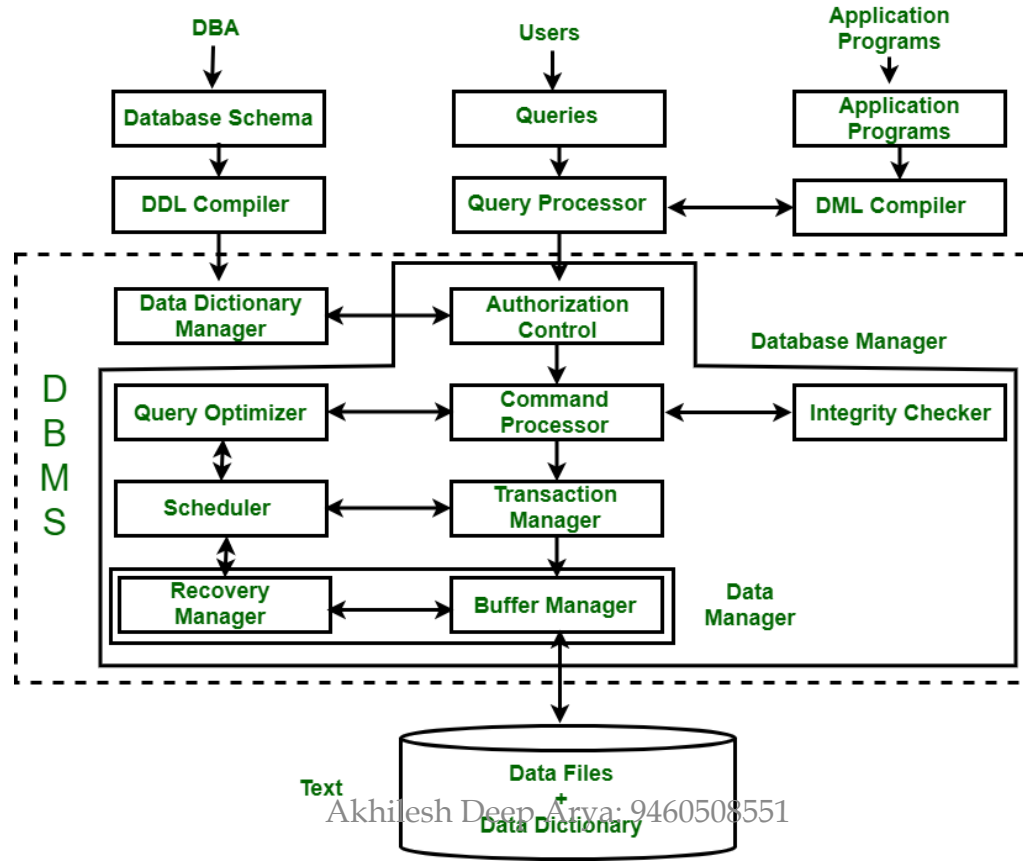 DBA
Users
Application
Programs
Database Schema
Queries
Application
Programs
DDL Compiler
Query Processor
DML Compiler
Data Dictionary
Manager
Authorization
Control
Database Manager
D
B
M
S
Query Optimizer
Command
Processor
Integrity Checker
Scheduler
Transaction
Manager
Recovery
Manager
Buffer Manager
Data
Manager
Text
Data Files
+
Data Dictionary
Akhilesh Deep Arya: 9460508551